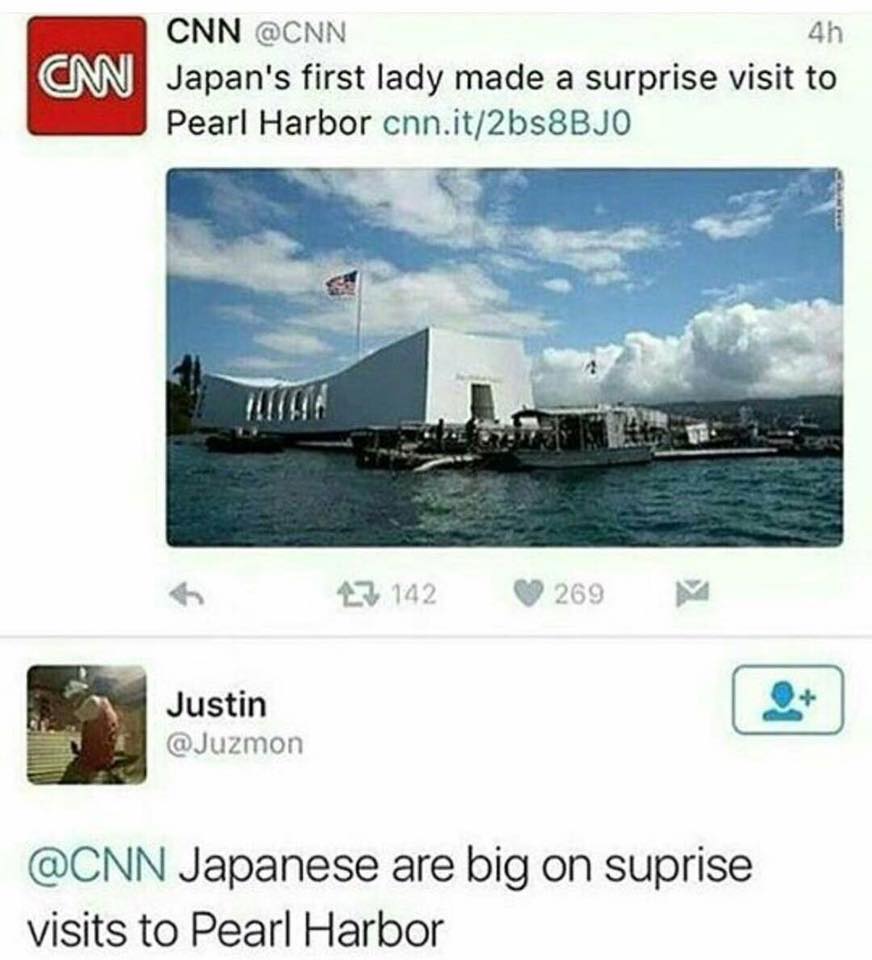 CNN
CNN @CNN 4h
Japan's first lady made a surprise visit to
Pearl Harbor cnn.it/2bs8BJ0
142 269
Justin
@Juzmon
@CNN Japanese are big on suprise
visits to Pearl Harbor